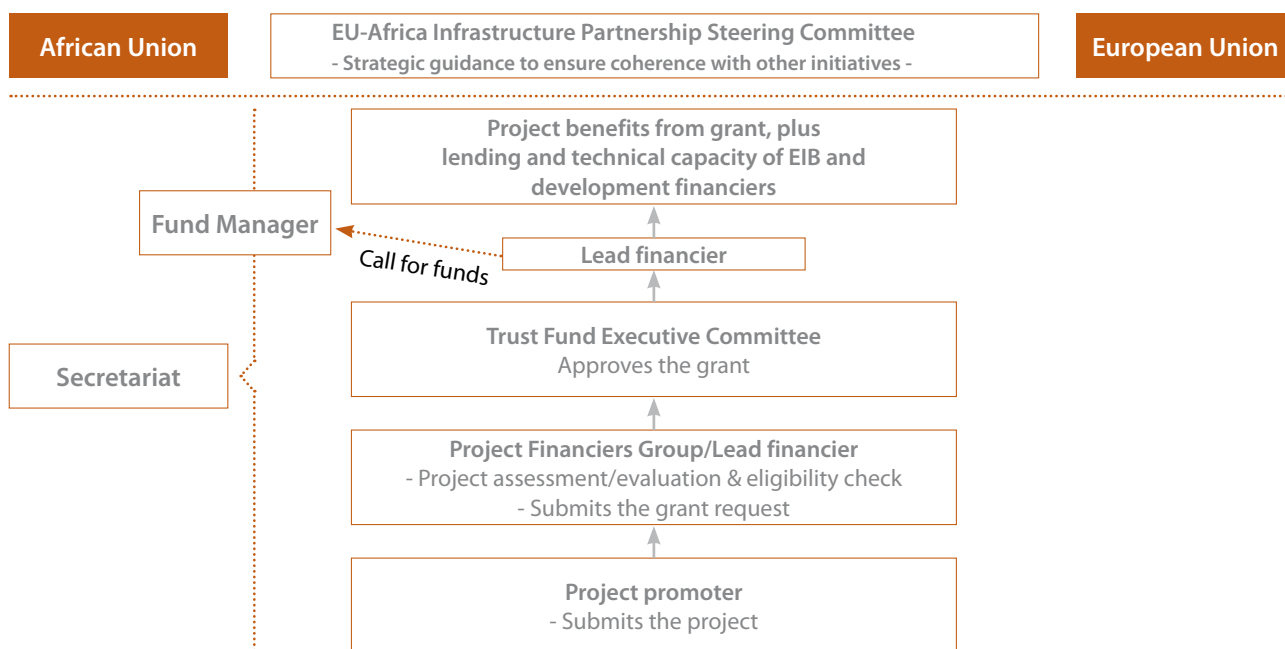 African Union
EU-Africa Infrastructure Partnership Steering Committee
- Strategic guidance to ensure coherence with other initiatives -
European Union
Project benefits from grant, plus
lending and technical capacity of EIB and
development financiers
Fund Manager
Call for funds
Lead financier
Trust Fund Executive Committee
Approves the grant
Secretariat
Project Financiers Group/Lead financier
- Project assessment/evaluation & eligibility check
- Submits the grant request
Project promoter
- Submits the project